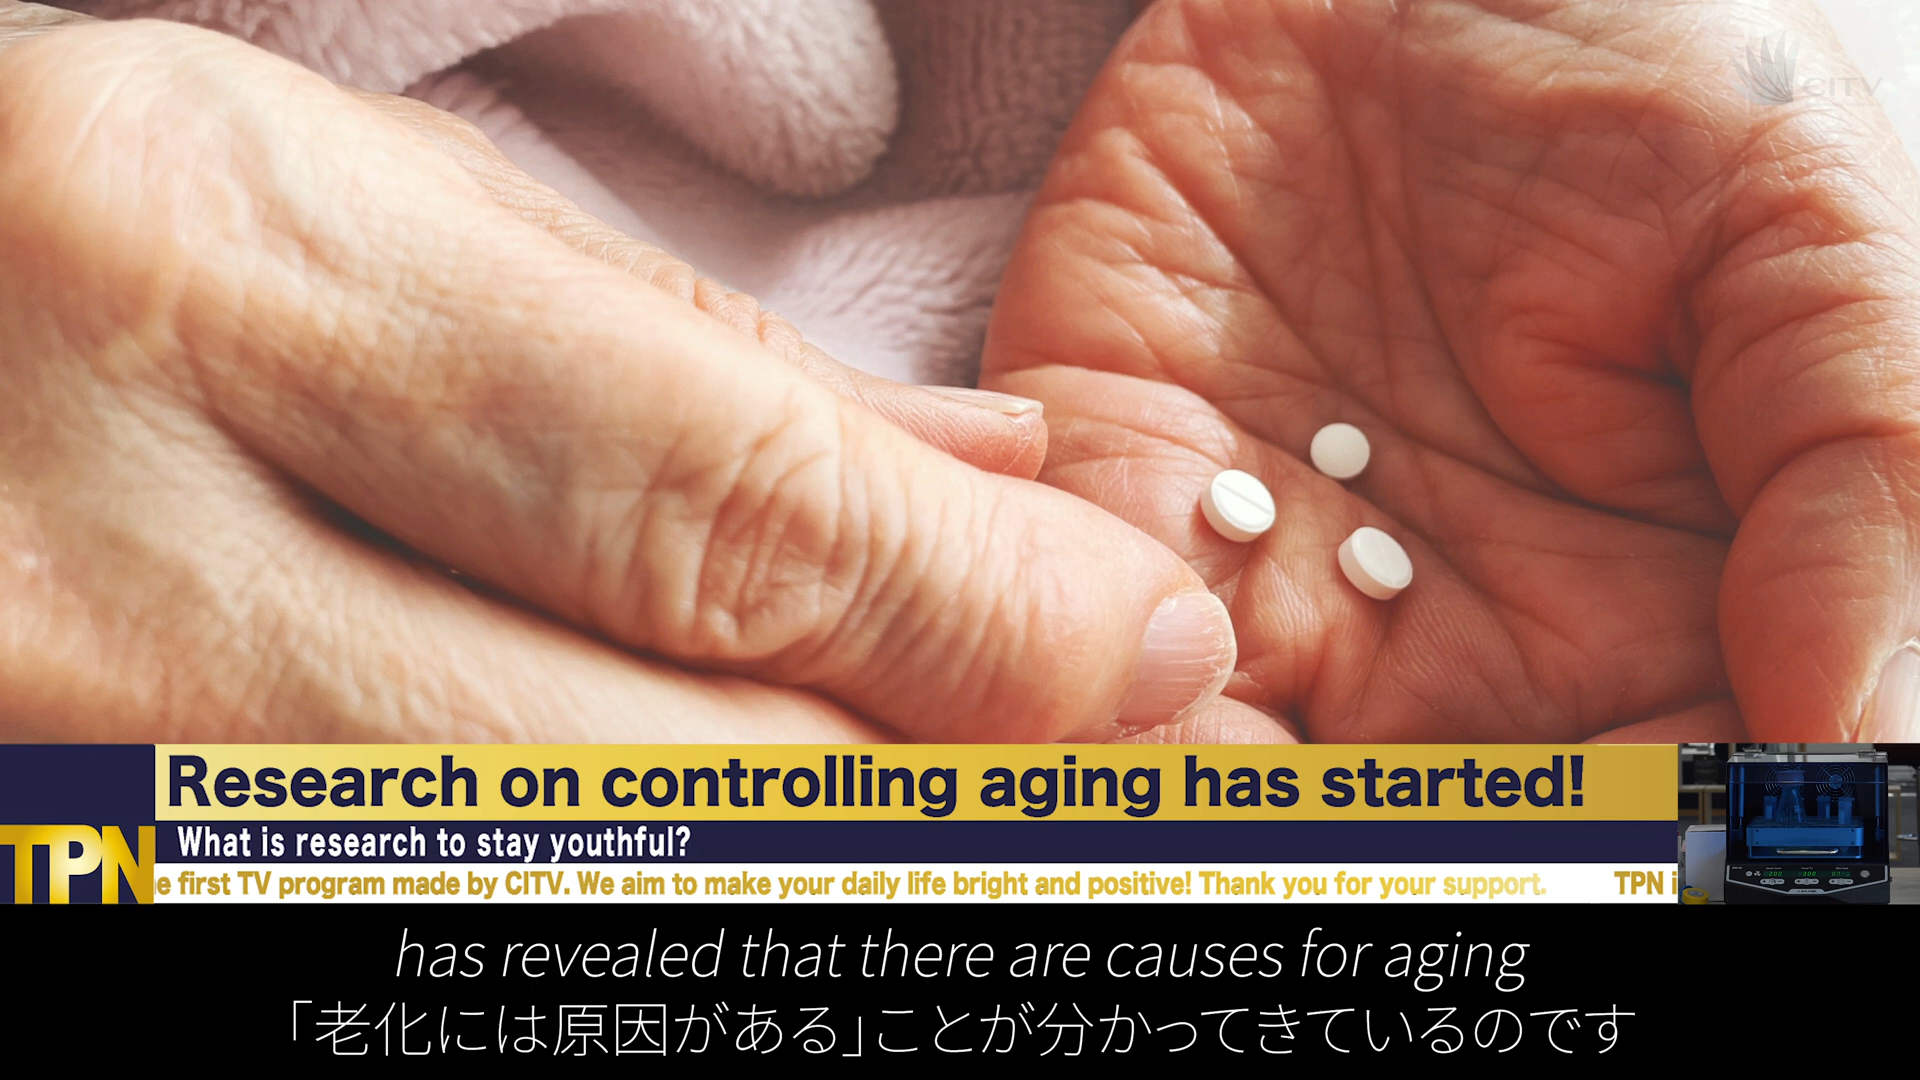 CITV
Research on controlling aging has started!
What is research to stay youthful?
TPN
e first TV program made by CITV. We aim to make your daily life bright and positive! Thank you for your support. TPN i
has revealed that there are causes for aging
「老化には原因がある」ことが分かってきているのです